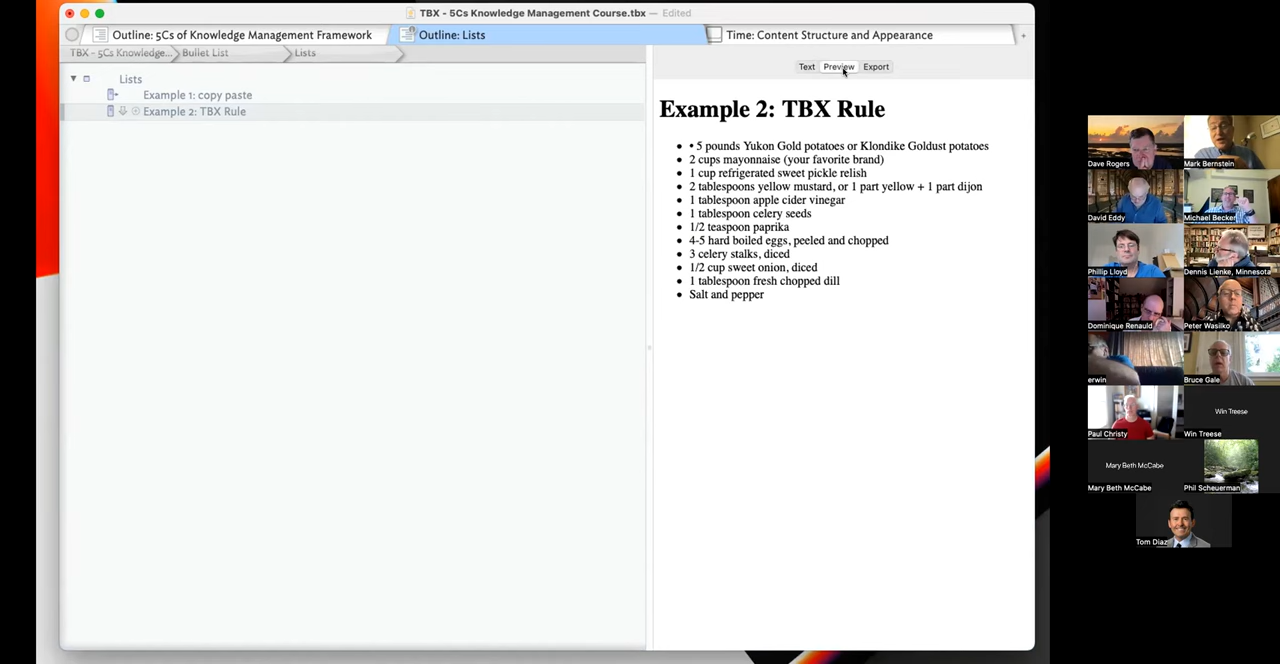 TBX - 5Cs Knowledge Management Course.tbx — Edited
Outline: 5Cs of Knowledge Management Framework
Outline: Lists
Time: Content Structure and Appearance
+
TBX - 5Cs Knowledge... Bullet List Lists
Text Preview Export
Lists
Example 1: copy paste
Example 2: TBX Rule
Example 2: TBX Rule
• • 5 pounds Yukon Gold potatoes or Klondike Goldust potatoes
• 2 cups mayonnaise (your favorite brand)
• 1 cup refrigerated sweet pickle relish
• 2 tablespoons yellow mustard, or 1 part yellow + 1 part dijon
• 1 tablespoon apple cider vinegar
• 1 tablespoon celery seeds
• 1/2 teaspoon paprika
• 4-5 hard boiled eggs, peeled and chopped
• 3 celery stalks, diced
• 1/2 cup sweet onion, diced
• 1 tablespoon fresh chopped dill
• Salt and pepper
Dave Rogers
Mark Bernstein
David Eddy
Michael Becker
Phillip Lloyd
Dennis Lienke, Minnesota
Dominique Renauld
Peter Wasilko
erwin
Bruce Gale
Paul Christy
Win Treese
Win Treese
Mary Beth McCabe
Mary Beth McCabe
Phil Scheuerman
Tom Diaz